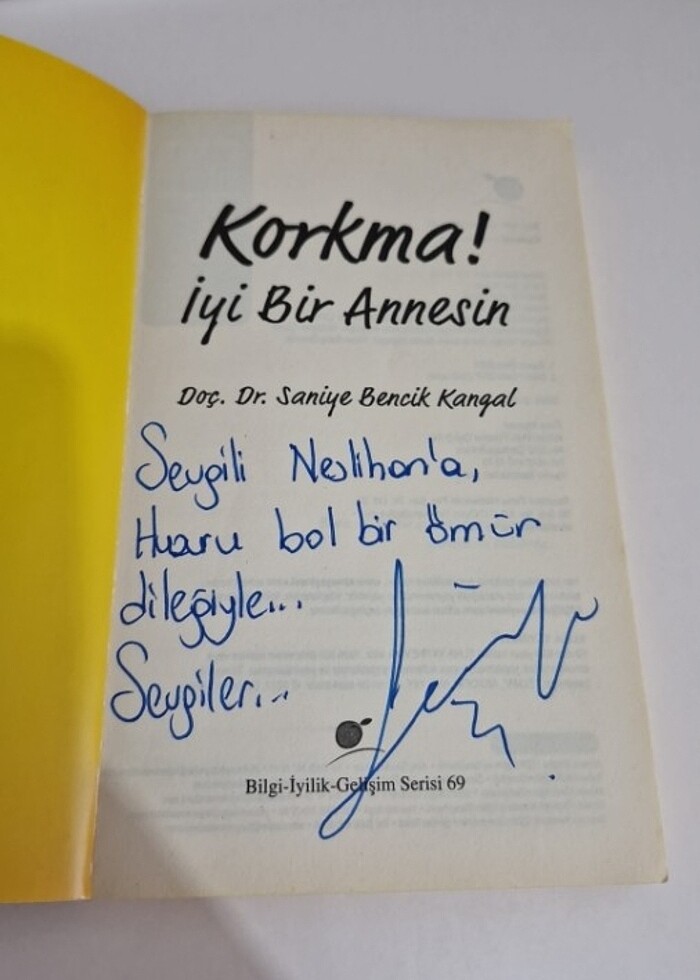 Korkma!
İyi Bir Annesin
Doç. Dr. Saniye Bencik Kangal
Sevgili Neslihan'a,
Huzru bol bir ömür
dileğiyle...
Sevgiler...
Bilgi-İyilik-Gelişim Serisi 69